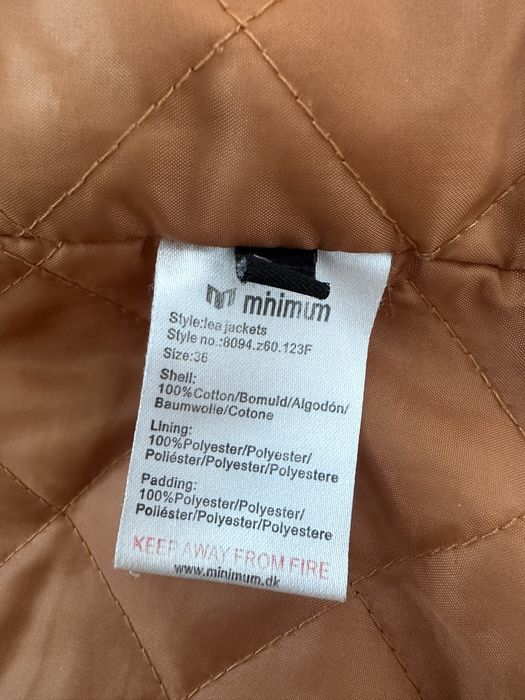 minimum
Style:lea jackets
Style no.:8094.z60.123F
Size:36
Shell:
100%Cotton/Bomuld/Algodón/
Baumwolle/Cotone
Lining:
100%Polyester/Polyester/
Poliéster/Polyester/Polyestere
Padding:
100%Polyester/Polyester/
Poliéster/Polyester/Polyestere
KEEP AWAY FROM FIRE
www.minimum.dk